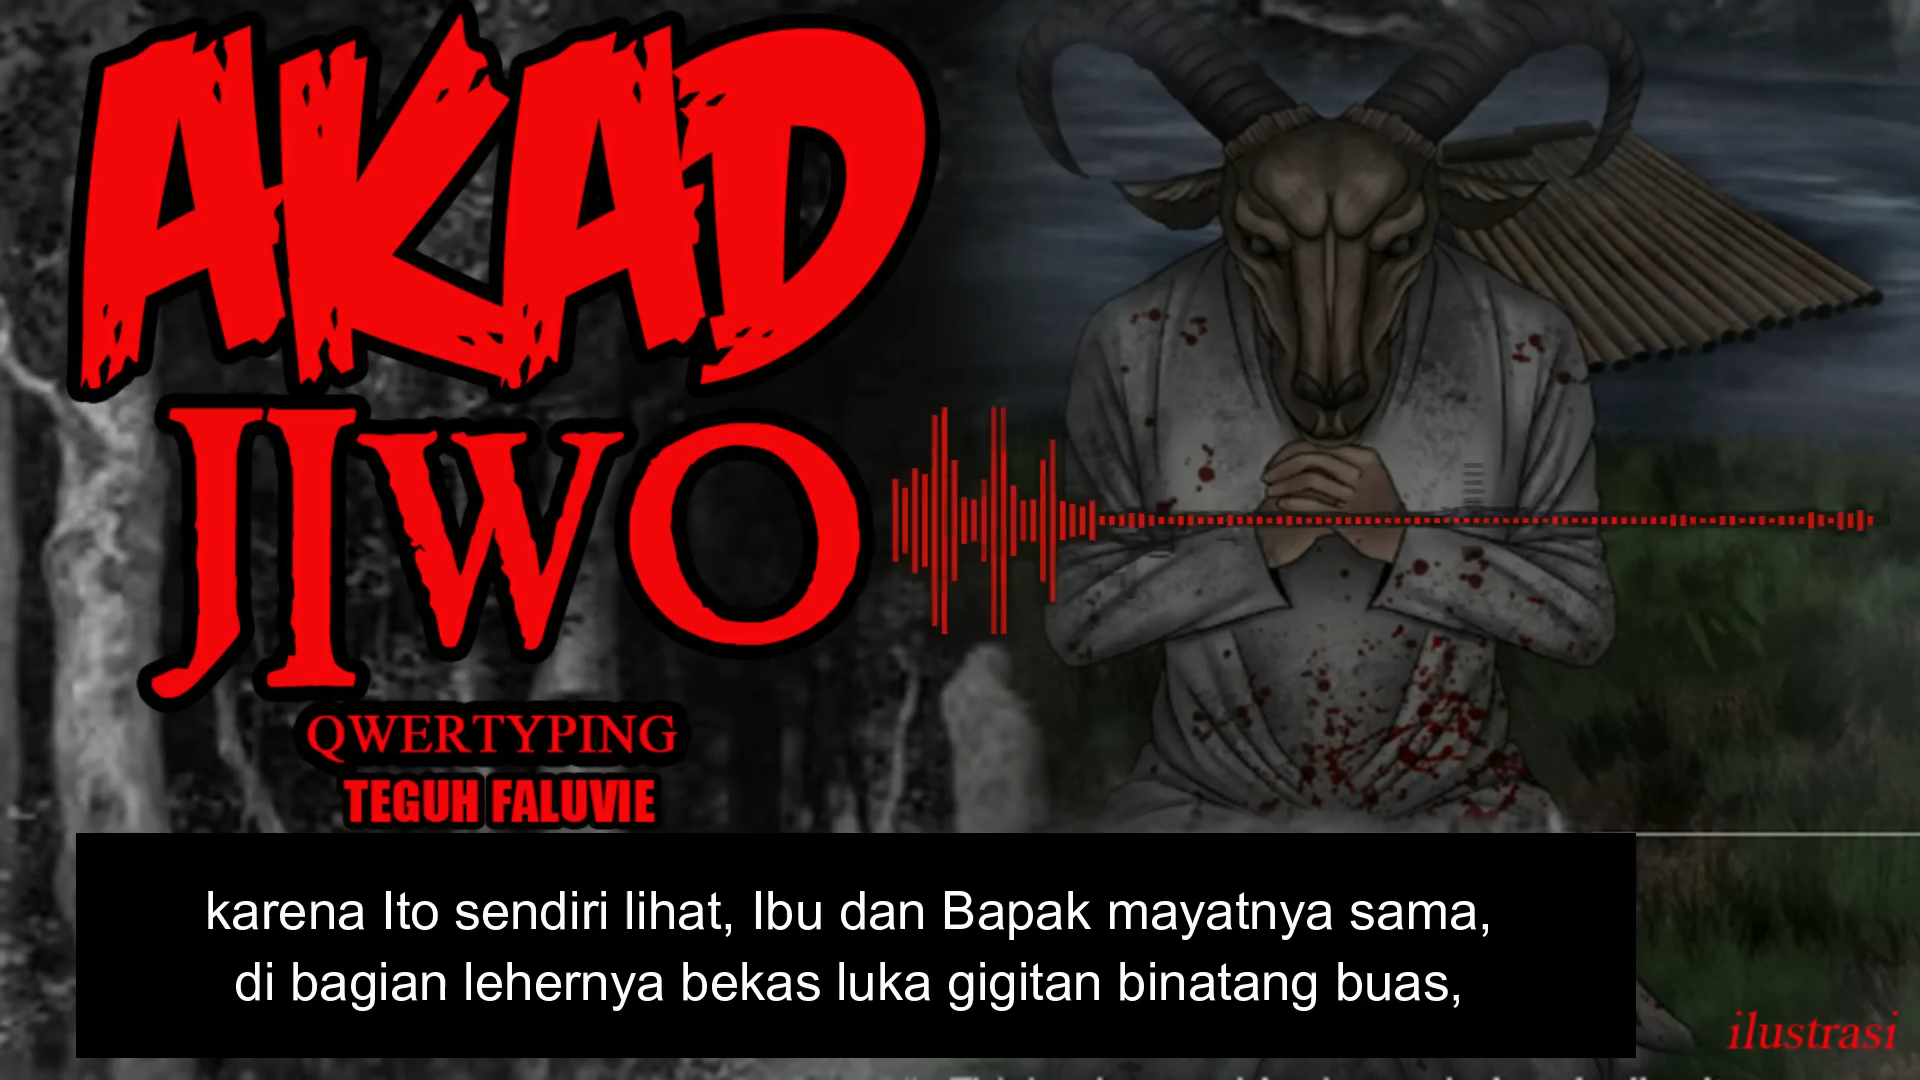 AKAD
JIWO
QWERTYPING
TEGUH FALUVIE
karena Ito sendiri lihat, Ibu dan Bapak mayatnya sama,
di bagian lehernya bekas luka gigitan binatang buas,
ilustrasi